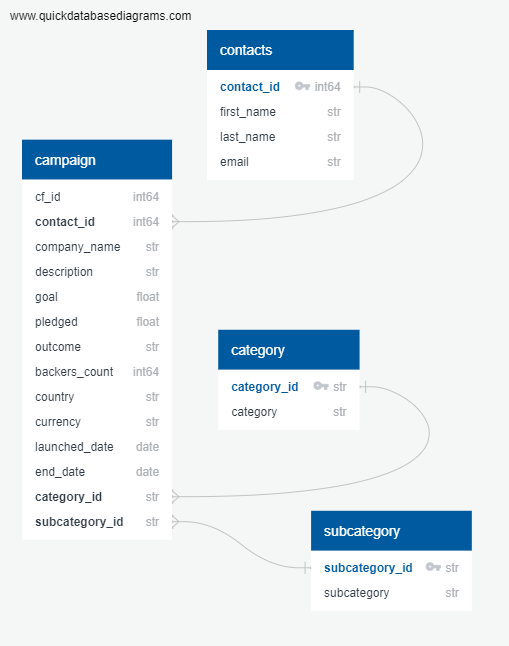 www.quickdatabasediagrams.com
contacts
contact_id int64
first_name str
last_name str
email str
campaign
cf_id int64
contact_id int64
company_name str
description str
goal float
pledged float
outcome str
backers_count int64
country str
currency str
launched_date date
end_date date
category_id str
subcategory_id str
category
category_id str
category str
subcategory
subcategory_id str
subcategory str